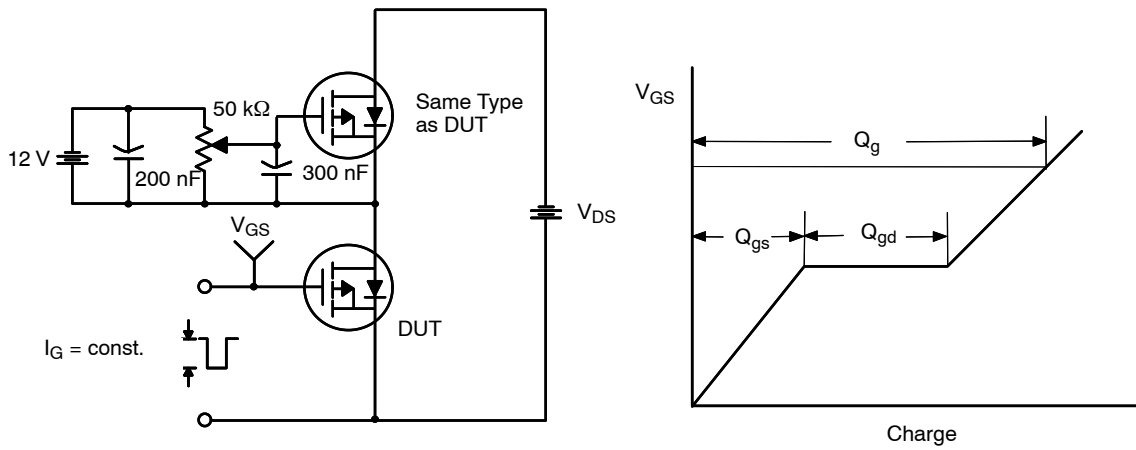 50 kΩ
12 V
200 nF
300 nF
Same Type
as DUT
V_GS
V_DS
DUT
I_G = const.
V_GS
Q_g
Q_gs
Q_gd
Charge